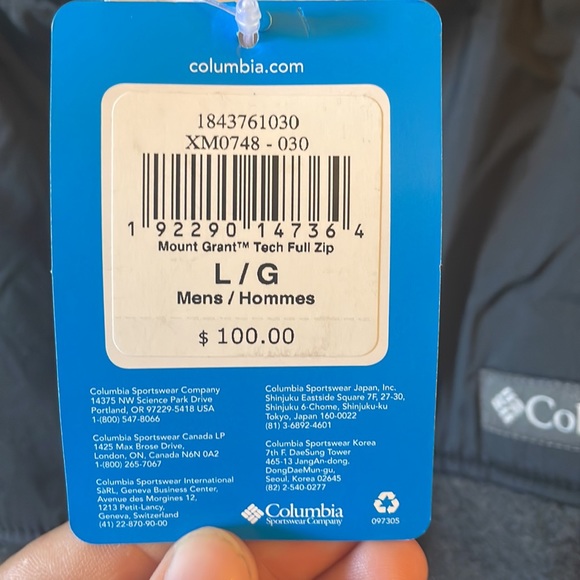 columbia.com
1843761030
XM0748 - 030
1 92290 14736 4
Mount Grant™ Tech Full Zip
L / G
Mens / Hommes
$ 100.00
Columbia Sportswear Company
14375 NW Science Park Drive
Portland, OR 97229-5418 USA
1-(800) 547-8066
Columbia Sportswear Canada LP
1425 Max Brose Drive,
London, ON, Canada N6N 0A2
1-(800) 265-7067
Columbia Sportswear International
SàRL, Geneva Business Center,
Avenue des Morgines 12,
1213 Petit-Lancy,
Geneva, Switzerland
(41) 22-870-90-00
Columbia Sportswear Japan, Inc.
Shinjuku Eastside Square 7F, 27-30,
Shinjuku 6-Chome, Shinjuku-ku
Tokyo, Japan 160-0022
(81) 3-6892-4601
Columbia Sportswear Korea
7th F. DaeSung Tower
465-13 JangAn-dong,
DongDaeMun-gu,
Seoul, Korea 02645
(82) 2-540-0277
Columbia
Sportswear Company
097305
Col